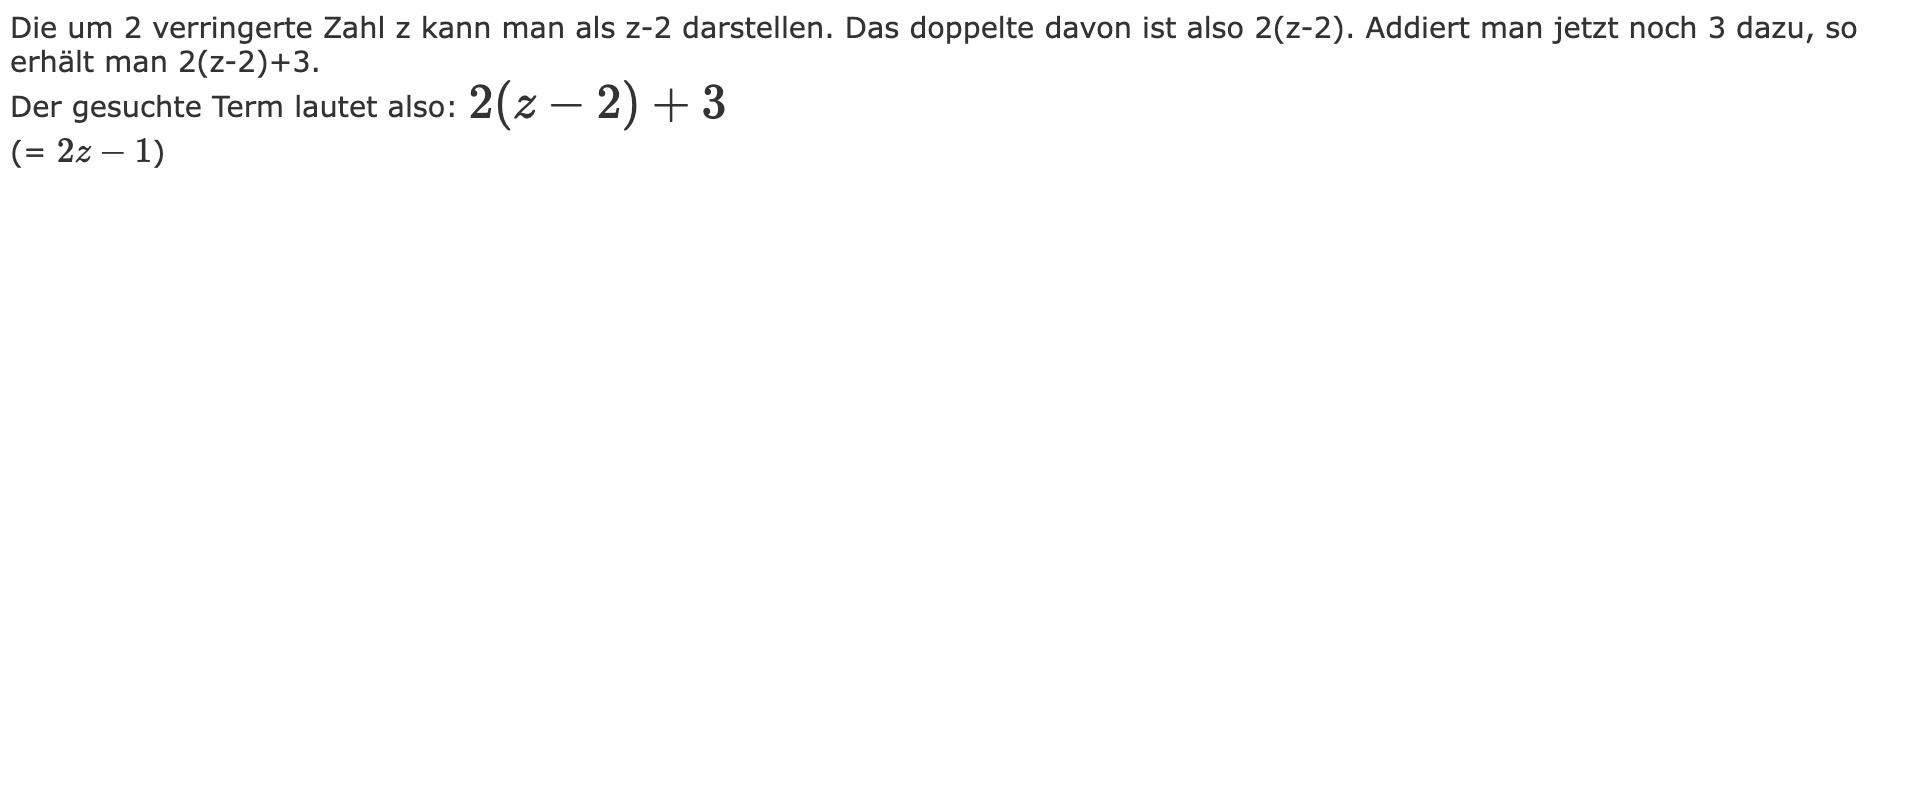 Die um 2 verringerte Zahl z kann man als z-2 darstellen. Das doppelte davon ist also 2(z-2). Addiert man jetzt noch 3 dazu, so
erhält man 2(z-2)+3.
Der gesuchte Term lautet also: 2(z − 2) + 3
(= 2z − 1)